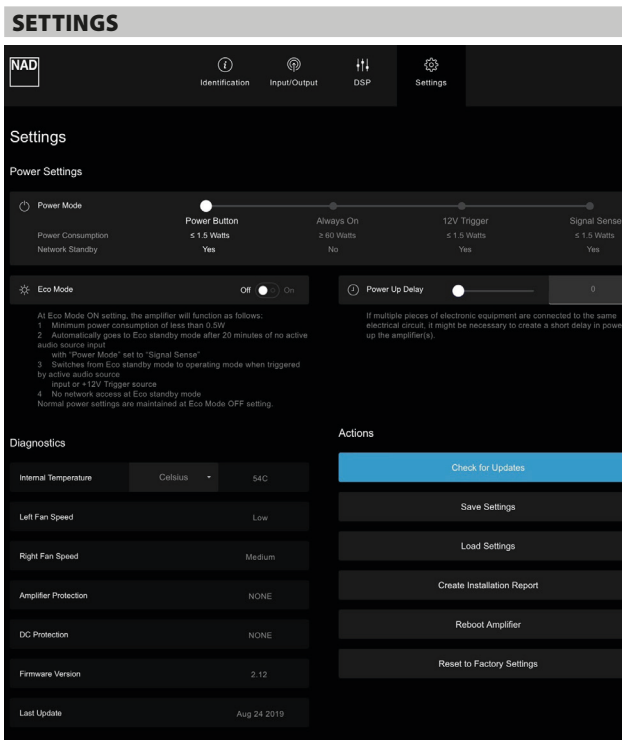 SETTINGS
NAD
Identification Input/Output DSP Settings
Settings
Power Settings
Power Mode
Power Button Always On 12V Trigger Signal Sense
Power Consumption ≤ 1.5 Watts ≥ 60 Watts ≤ 1.5 Watts ≤ 1.5 Watts
Network Standby Yes No Yes Yes
Eco Mode Off On
At Eco Mode ON setting, the amplifier will function as follows:
1 Minimum power consumption of less than 0.5W
2 Automatically goes to Eco standby mode after 20 minutes of no active
audio source input
with "Power Mode" set to "Signal Sense"
3 Switches from Eco standby mode to operating mode when triggered
by active audio source
input or +12V Trigger source
4 No network access at Eco standby mode
Normal power settings are maintained at Eco Mode OFF setting.
Power Up Delay 0
If multiple pieces of electronic equipment are connected to the same
electrical circuit, it might be necessary to create a short delay in powe
up the amplifier(s).
Diagnostics
Internal Temperature Celsius 54C
Left Fan Speed Low
Right Fan Speed Medium
Amplifier Protection NONE
DC Protection NONE
Firmware Version 2.12
Last Update Aug 24 2019
Actions
Check for Updates
Save Settings
Load Settings
Create Installation Report
Reboot Amplifier
Reset to Factory Settings